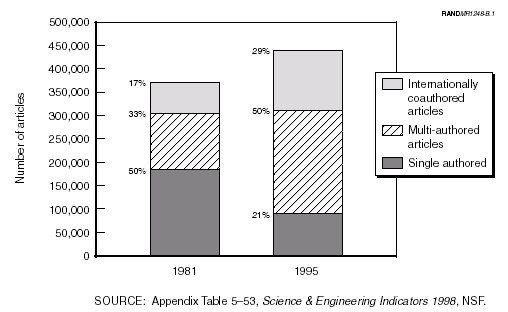 RANDMR1248-B.1
500,000
450,000
400,000
350,000
300,000
250,000
200,000
150,000
100,000
50,000
0
Number of articles
17%
33%
50%
29%
50%
21%
1981
1995
Internationally
coauthored
articles
Multi-authored
articles
Single authored
SOURCE: Appendix Table 5–53, Science & Engineering Indicators 1998, NSF.